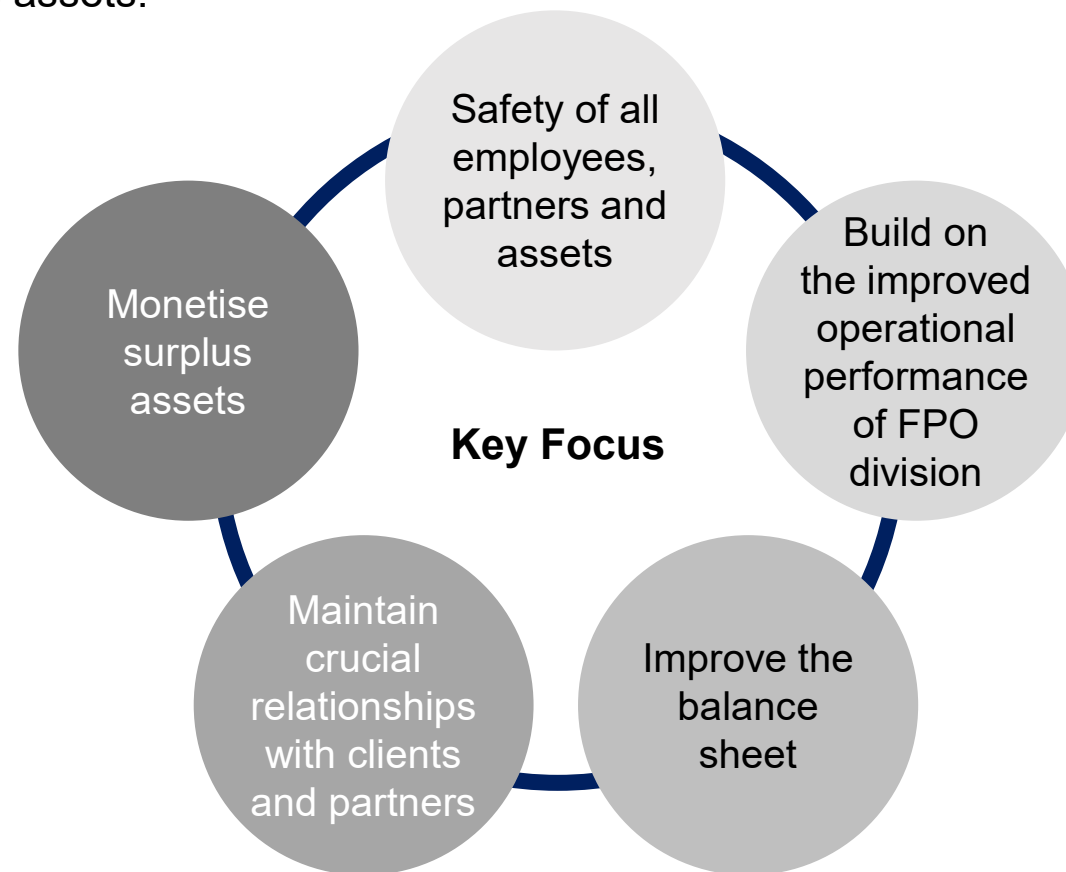 assets.
Safety of all
employees,
partners and
assets
Build on
the improved
operational
performance
of FPO
division
Improve the
balance
sheet
Maintain
crucial
relationships
with clients
and partners
Monetise
surplus
assets
Key Focus